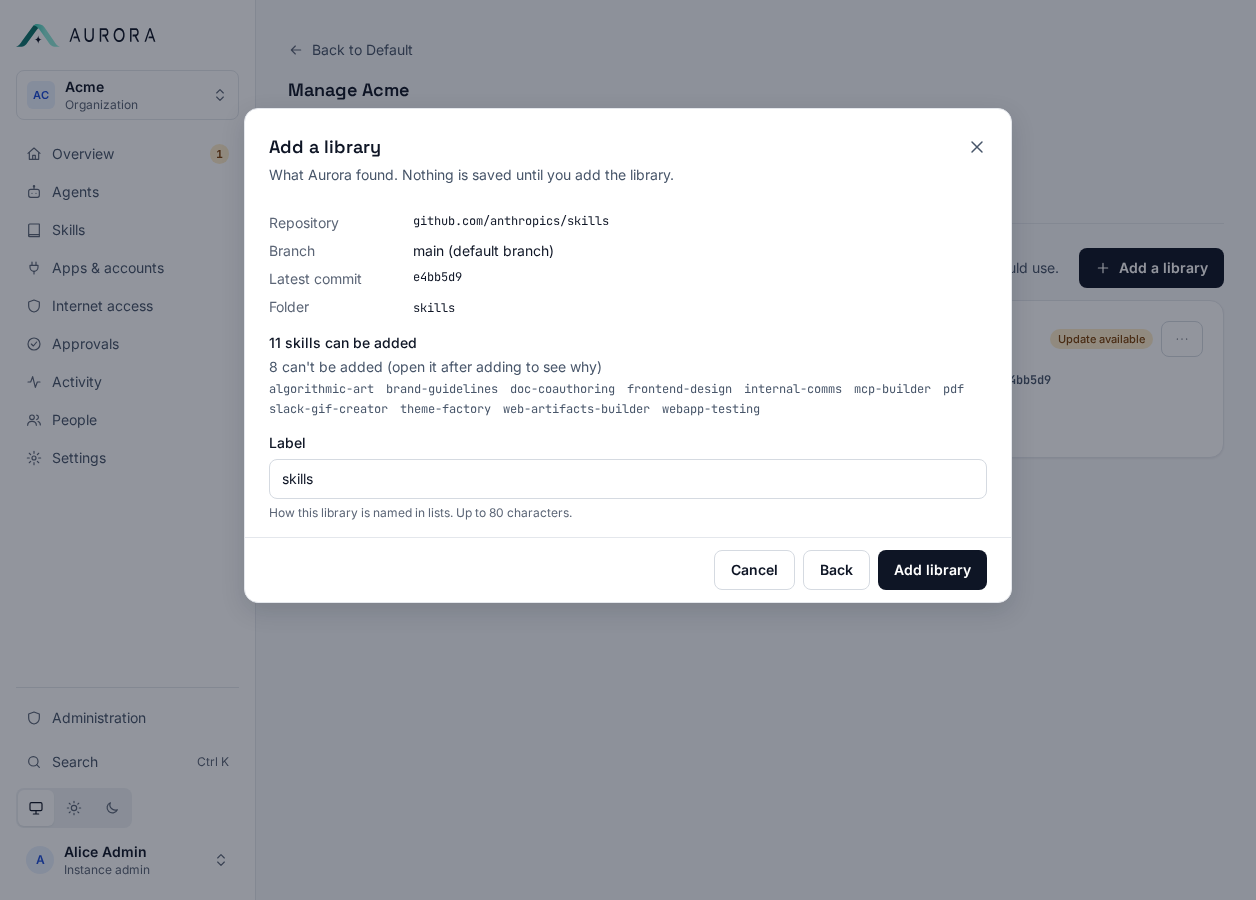 AURORA
AC
Acme
Organization
Overview
1
Agents
Skills
Apps & accounts
Internet access
Approvals
Activity
People
Settings
Administration
Search
Ctrl K
A
Alice Admin
Instance admin
Back to Default
Manage Acme
use.
Add a library
Update available
4bb5d9
Add a library
What Aurora found. Nothing is saved until you add the library.
Repository github.com/anthropics/skills
Branch main (default branch)
Latest commit e4bb5d9
Folder skills
11 skills can be added
8 can't be added (open it after adding to see why)
algorithmic-art brand-guidelines doc-coauthoring frontend-design internal-comms mcp-builder pdf
slack-gif-creator theme-factory web-artifacts-builder webapp-testing
Label
skills
How this library is named in lists. Up to 80 characters.
Cancel
Back
Add library